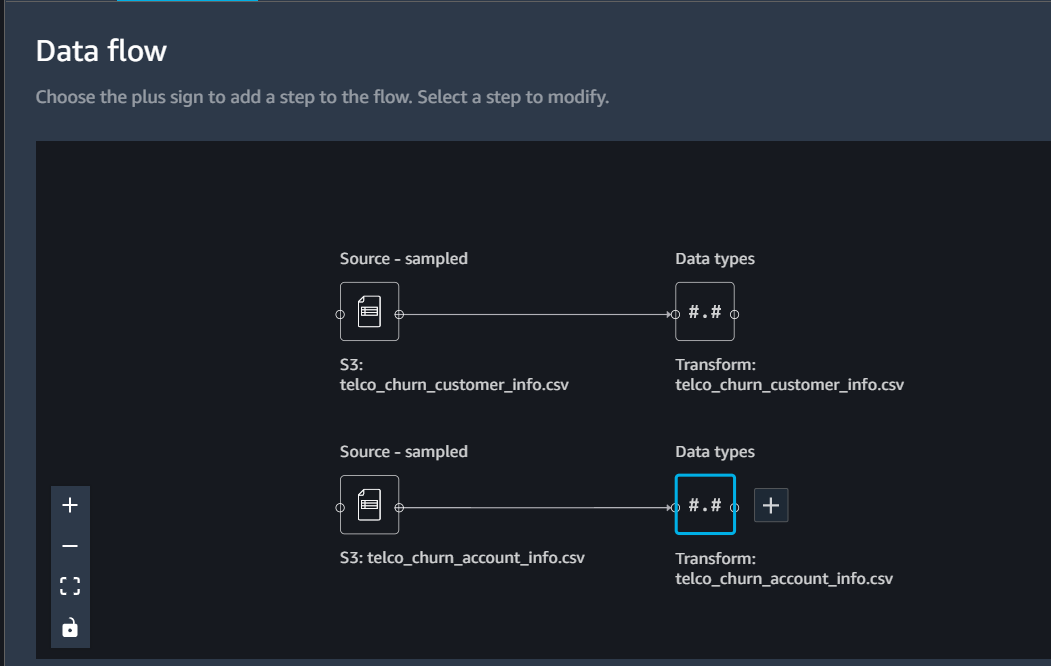 Data flow
Choose the plus sign to add a step to the flow. Select a step to modify.
Source - sampled
Data types
#.#
S3:
telco_churn_customer_info.csv
Transform:
telco_churn_customer_info.csv
Source - sampled
Data types
#.#
S3: telco_churn_account_info.csv
Transform:
telco_churn_account_info.csv